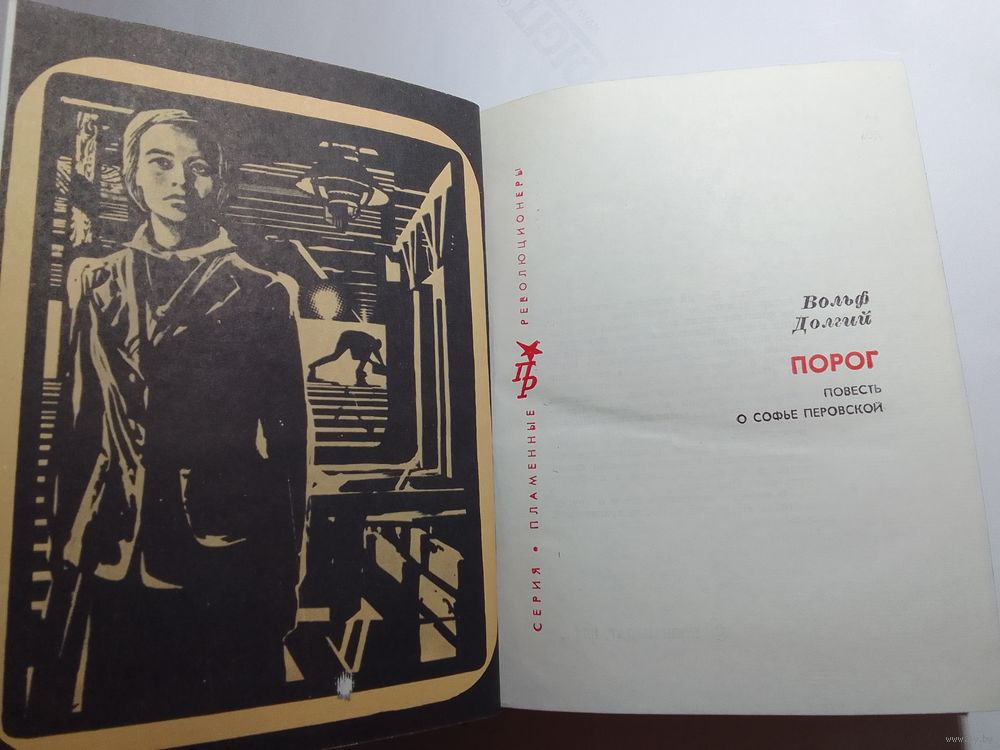 СЕРИЯ • ПЛАМЕННЫЕ ПР РЕВОЛЮЦИОНЕРЫ
Вольф
Долгий
ПОРОГ
ПОВЕСТЬ
О СОФЬЕ ПЕРОВСКОЙ